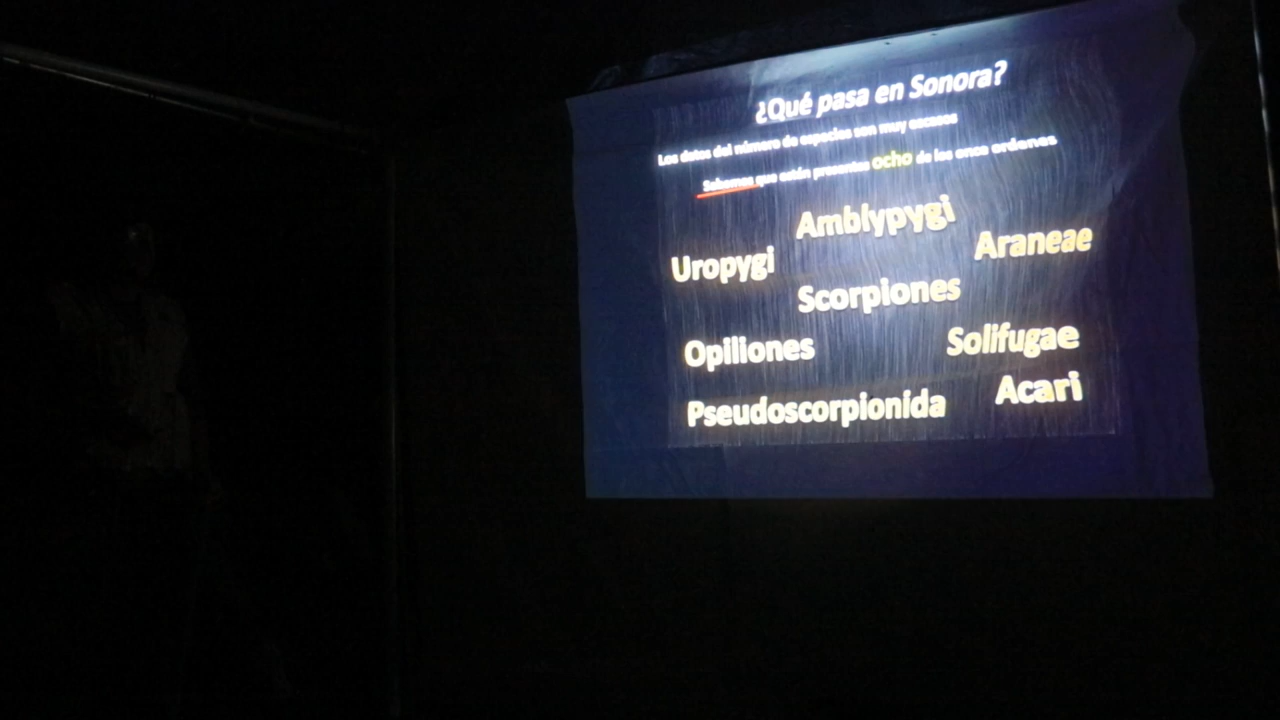 ¿Qué pasa en Sonora?
Los datos del número de especies son muy escasos
Sabemos que están presentes ocho de los once ordenes
Amblypygi
Uropygi
Araneae
Scorpiones
Opiliones
Solifugae
Pseudoscorpionida
Acari